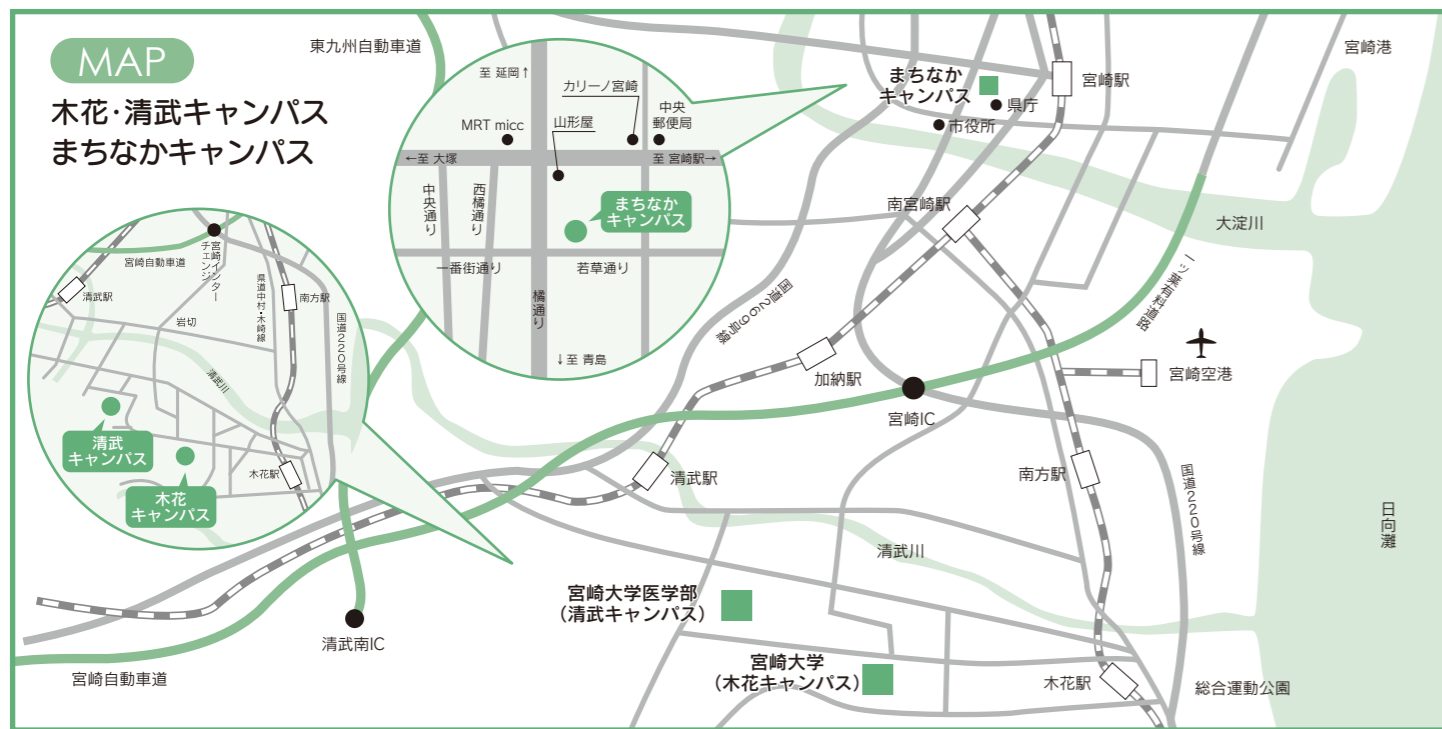 MAP
木花・清武キャンパス
まちなかキャンパス
東九州自動車道
至 延岡↑
カリーノ宮崎
中央
郵便局
MRT micc
山形屋
←至 大塚
至 宮崎駅→
中央通り
西橘通り
まちなか
キャンパス
一番街通り
若草通り
橘通り
↓至 青島
宮崎自動車道
宮崎インター
チェンジ
県道中村・木崎線
南方駅
清武駅
岩切
国道220号線
清武川
清武
キャンパス
木花
キャンパス
木花駅
まちなか
キャンパス
県庁
市役所
宮崎駅
宮崎港
南宮崎駅
大淀川
国道269号線
一ッ葉有料道路
加納駅
宮崎IC
宮崎空港
清武駅
南方駅
国道220号線
日向灘
清武川
宮崎大学医学部
(清武キャンパス)
清武南IC
宮崎自動車道
宮崎大学
(木花キャンパス)
木花駅
総合運動公園